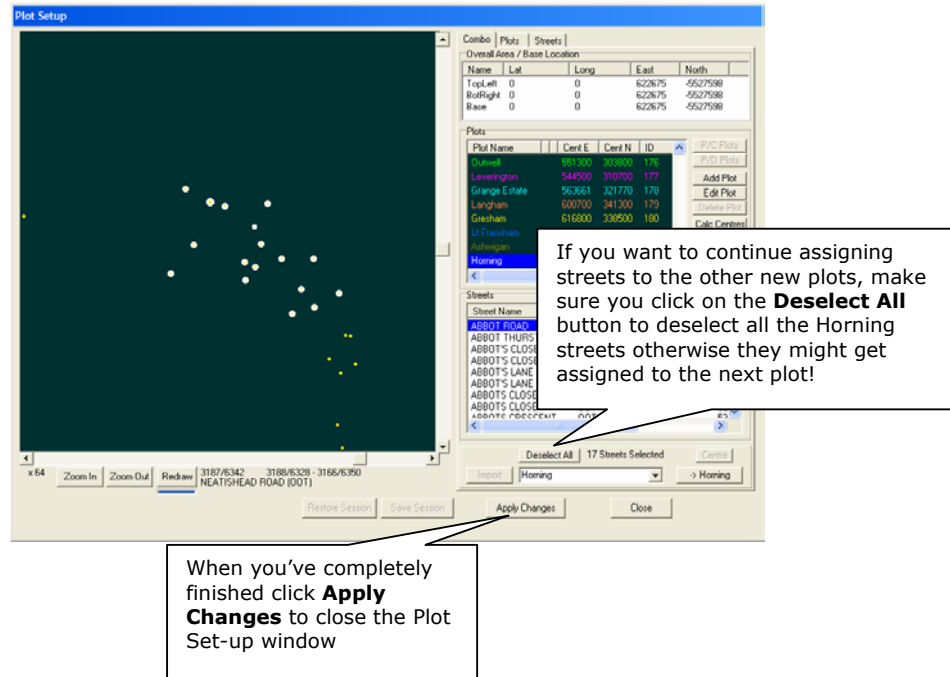 Plot Setup
Combo Plots Streets
Overall Area / Base Location
Name Lat Long East North
TopLeft 0 0 622675 -5527598
BotRight 0 0 622675 -5527598
Base 0 0 622675 -5527598
Plots
Plot Name Cent E Cent N ID
Outwell 551300 303800 176
Leverington 544500 310700 177
Grange Estate 563661 321770 178
Langham 600700 341300 179
Gresham 616800 338500 180
Lt Fransham
Ashwigan
Horning
P/C Plots
P/D Plots
Add Plot
Edit Plot
Delete Plot
Calc Centres
If you want to continue assigning
streets to the other new plots, make
sure you click on the Deselect All
button to deselect all the Horning
streets otherwise they might get
assigned to the next plot!
Streets
Street Name
ABBOT ROAD
ABBOT THURS
ABBOT'S CLOSE
ABBOT'S CLOSE
ABBOT'S LANE
ABBOT'S LANE
ABBOTS CLOSE
ABBOTS CLOSE
ABBOTS CRESCENT OOT 52
Deselect All 17 Streets Selected Centre
Import Horning -> Horning
x 64 Zoom In Zoom Out Redraw 3187/6342 3188/6328 - 3166/6350
NEATISHEAD ROAD (OOT)
Restore Session Save Session Apply Changes Close
When you've completely
finished click Apply
Changes to close the Plot
Set-up window